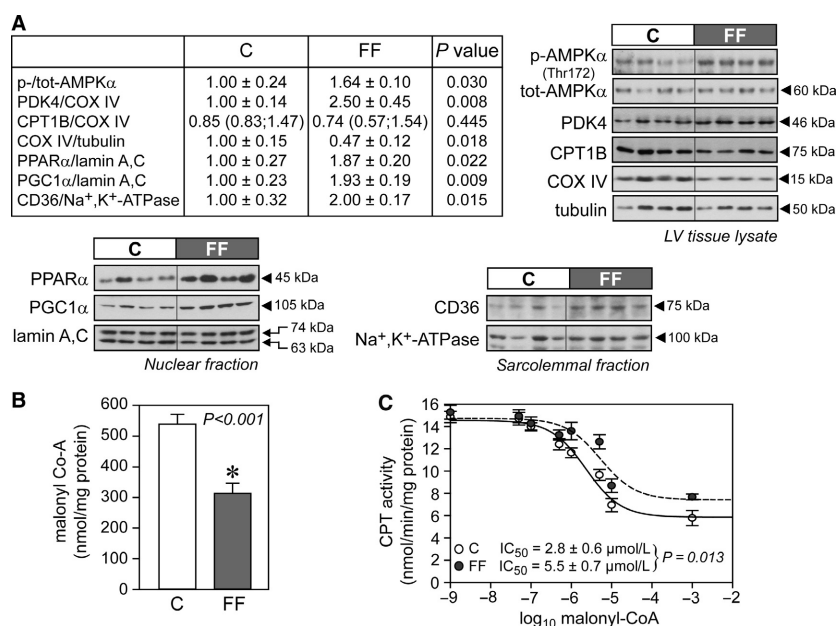 A
C FF P value
p-/tot-AMPKα 1.00 ± 0.24 1.64 ± 0.10 0.030
PDK4/COX IV 1.00 ± 0.14 2.50 ± 0.45 0.008
CPT1B/COX IV 0.85 (0.83;1.47) 0.74 (0.57;1.54) 0.445
COX IV/tubulin 1.00 ± 0.15 0.47 ± 0.12 0.018
PPARα/lamin A,C 1.00 ± 0.27 1.87 ± 0.20 0.022
PGC1α/lamin A,C 1.00 ± 0.23 1.93 ± 0.19 0.009
CD36/Na⁺,K⁺-ATPase 1.00 ± 0.32 2.00 ± 0.17 0.015
C FF
p-AMPKα
(Thr172)
tot-AMPKα 60 kDa
PDK4 46 kDa
CPT1B 75 kDa
COX IV 15 kDa
tubulin 50 kDa
LV tissue lysate
C FF
PPARα 45 kDa
PGC1α 105 kDa
lamin A,C 74 kDa
63 kDa
Nuclear fraction
C FF
CD36 75 kDa
Na⁺,K⁺-ATPase 100 kDa
Sarcolemmal fraction
B
malonyl Co-A
(nmol/mg protein)
600
500
400
300
200
100
0
P<0.001
*
C FF
C
CPT activity
(nmol/min/mg protein)
16
14
12
10
8
6
4
2
0
C IC₅₀ = 2.8 ± 0.6 µmol/L
FF IC₅₀ = 5.5 ± 0.7 µmol/L
P = 0.013
−9 −8 −7 −6 −5 −4 −3 −2
log₁₀ malonyl-CoA